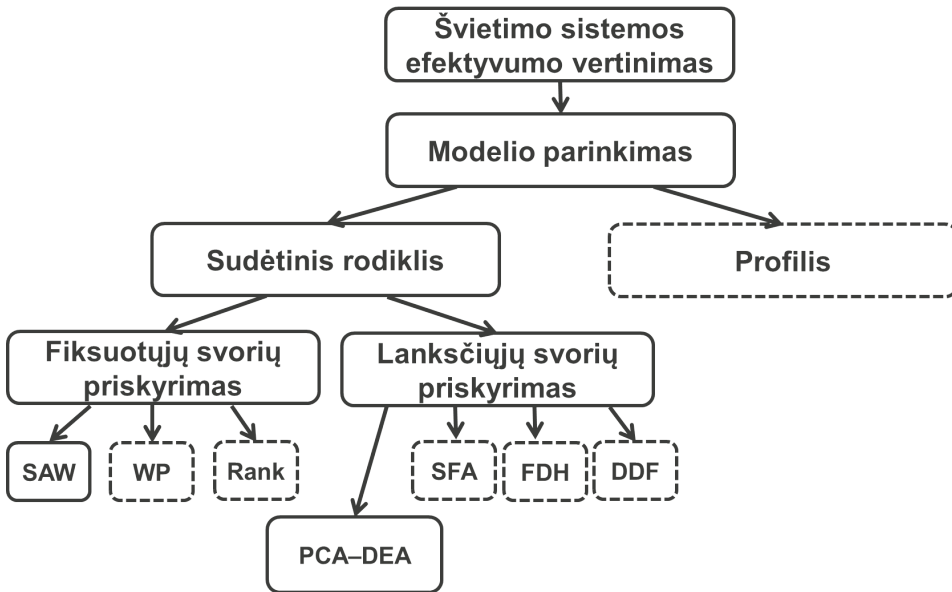 Švietimo sistemos
efektyvumo vertinimas
Modelio parinkimas
Sudėtinis rodiklis
Profilis
Fiksuotųjų svorių
priskyrimas
Lanksčiųjų svorių
priskyrimas
SAW
WP
Rank
SFA
FDH
DDF
PCA–DEA